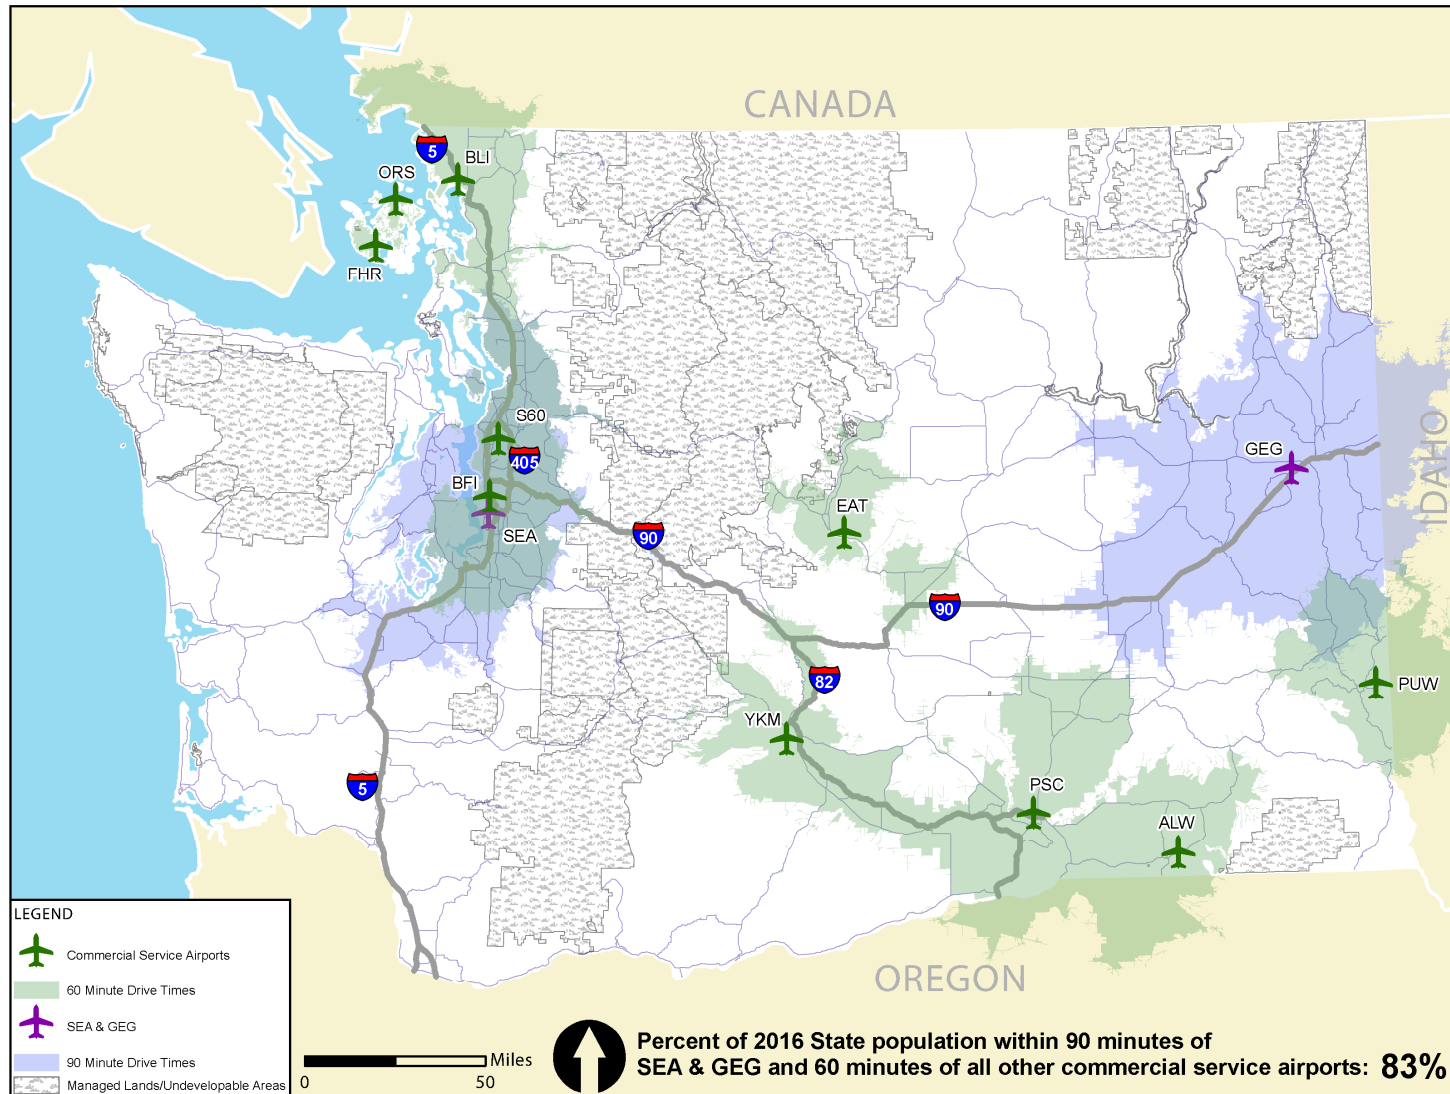 CANADA
5
BLI
ORS
FHR
S60
405
BFI
SEA
90
EAT
GEG
IDAHO
90
82
YKM
PUW
5
PSC
ALW
OREGON
LEGEND
Commercial Service Airports
60 Minute Drive Times
SEA & GEG
90 Minute Drive Times
Managed Lands/Undevelopable Areas
Miles
0 50
Percent of 2016 State population within 90 minutes of
SEA & GEG and 60 minutes of all other commercial service airports: 83%